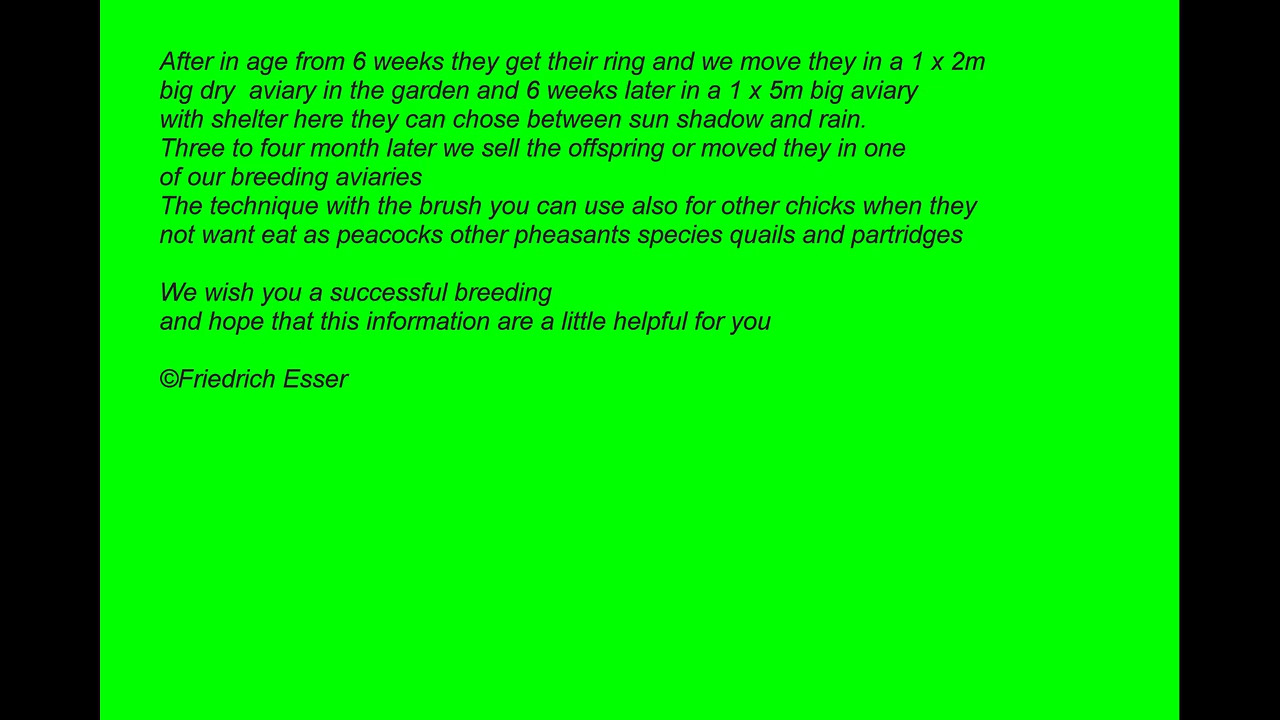 After in age from 6 weeks they get their ring and we move they in a 1 x 2m
big dry  aviary in the garden and 6 weeks later in a 1 x 5m big aviary
with shelter here they can chose between sun shadow and rain.
Three to four month later we sell the offspring or moved they in one
of our breeding aviaries
The technique with the brush you can use also for other chicks when they
not want eat as peacocks other pheasants species quails and partridges
We wish you a successful breeding
and hope that this information are a little helpful for you
©Friedrich Esser